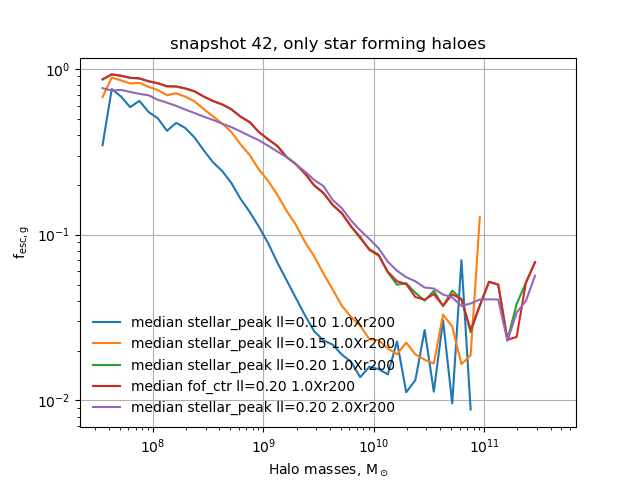 snapshot 42, only star forming haloes
10⁰
10⁻¹
10⁻²
f_esc, g
median stellar_peak ll=0.10 1.0Xr200
median stellar_peak ll=0.15 1.0Xr200
median stellar_peak ll=0.20 1.0Xr200
median fof_ctr ll=0.20 1.0Xr200
median stellar_peak ll=0.20 2.0Xr200
10⁸ 10⁹ 10¹⁰ 10¹¹
Halo masses, M_⊙